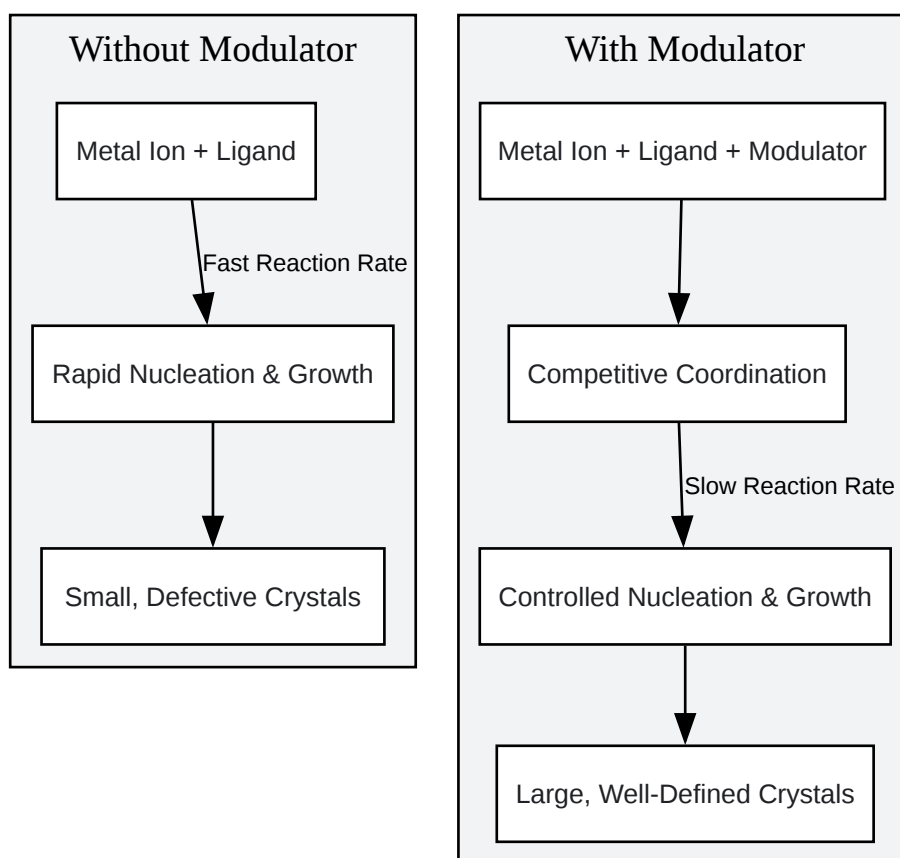 Without Modulator
Metal Ion + Ligand
Fast Reaction Rate
Rapid Nucleation & Growth
Small, Defective Crystals
With Modulator
Metal Ion + Ligand + Modulator
Competitive Coordination
Slow Reaction Rate
Controlled Nucleation & Growth
Large, Well-Defined Crystals